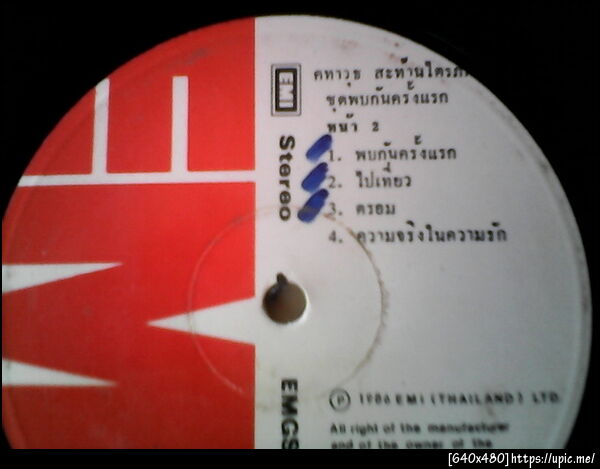 EMI
คทาวุธ สะท้านไตรภพ
ชุดพบกันครั้งแรก
หน้า 2
Stereo
1. พบกันครั้งแรก
2. ไปเที่ยว
3. ตรอม
4. ความจริงในความรัก
EMGS
Ⓟ 1986 EMI (THAILAND) LTD.
All right of the manufacturer
and of the owner of the
[640x480]https://upic.me/